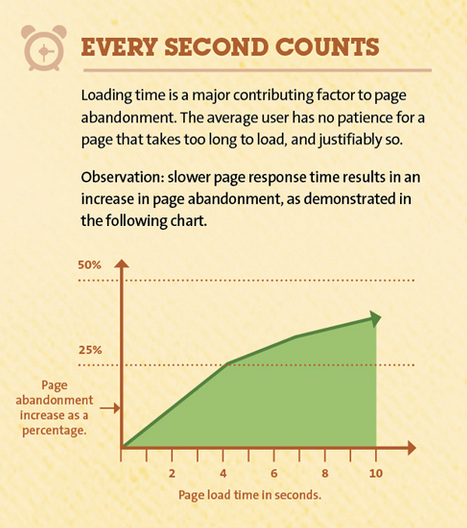 EVERY SECOND COUNTS
Loading time is a major contributing factor to page
abandonment. The average user has no patience for a
page that takes too long to load, and justifiably so.
Observation: slower page response time results in an
increase in page abandonment, as demonstrated in
the following chart.
50%
25%
Page
abandonment
increase as a
percentage.
2 4 6 8 10
Page load time in seconds.